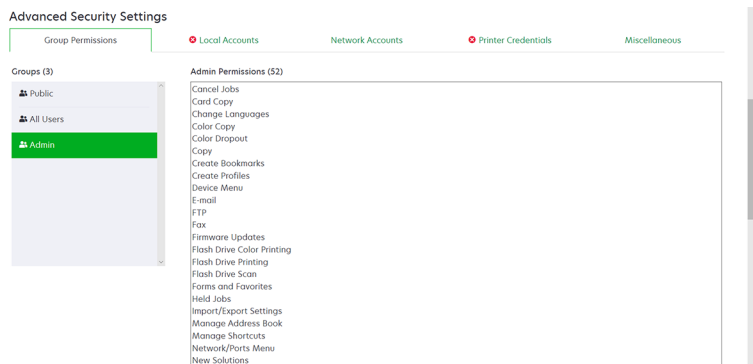 Advanced Security Settings
Group Permissions
Local Accounts
Network Accounts
Printer Credentials
Miscellaneous
Groups (3)
Public
All Users
Admin
Admin Permissions (52)
Cancel Jobs
Card Copy
Change Languages
Color Copy
Color Dropout
Copy
Create Bookmarks
Create Profiles
Device Menu
E-mail
FTP
Fax
Firmware Updates
Flash Drive Color Printing
Flash Drive Printing
Flash Drive Scan
Forms and Favorites
Held Jobs
Import/Export Settings
Manage Address Book
Manage Shortcuts
Network/Ports Menu
New Solutions